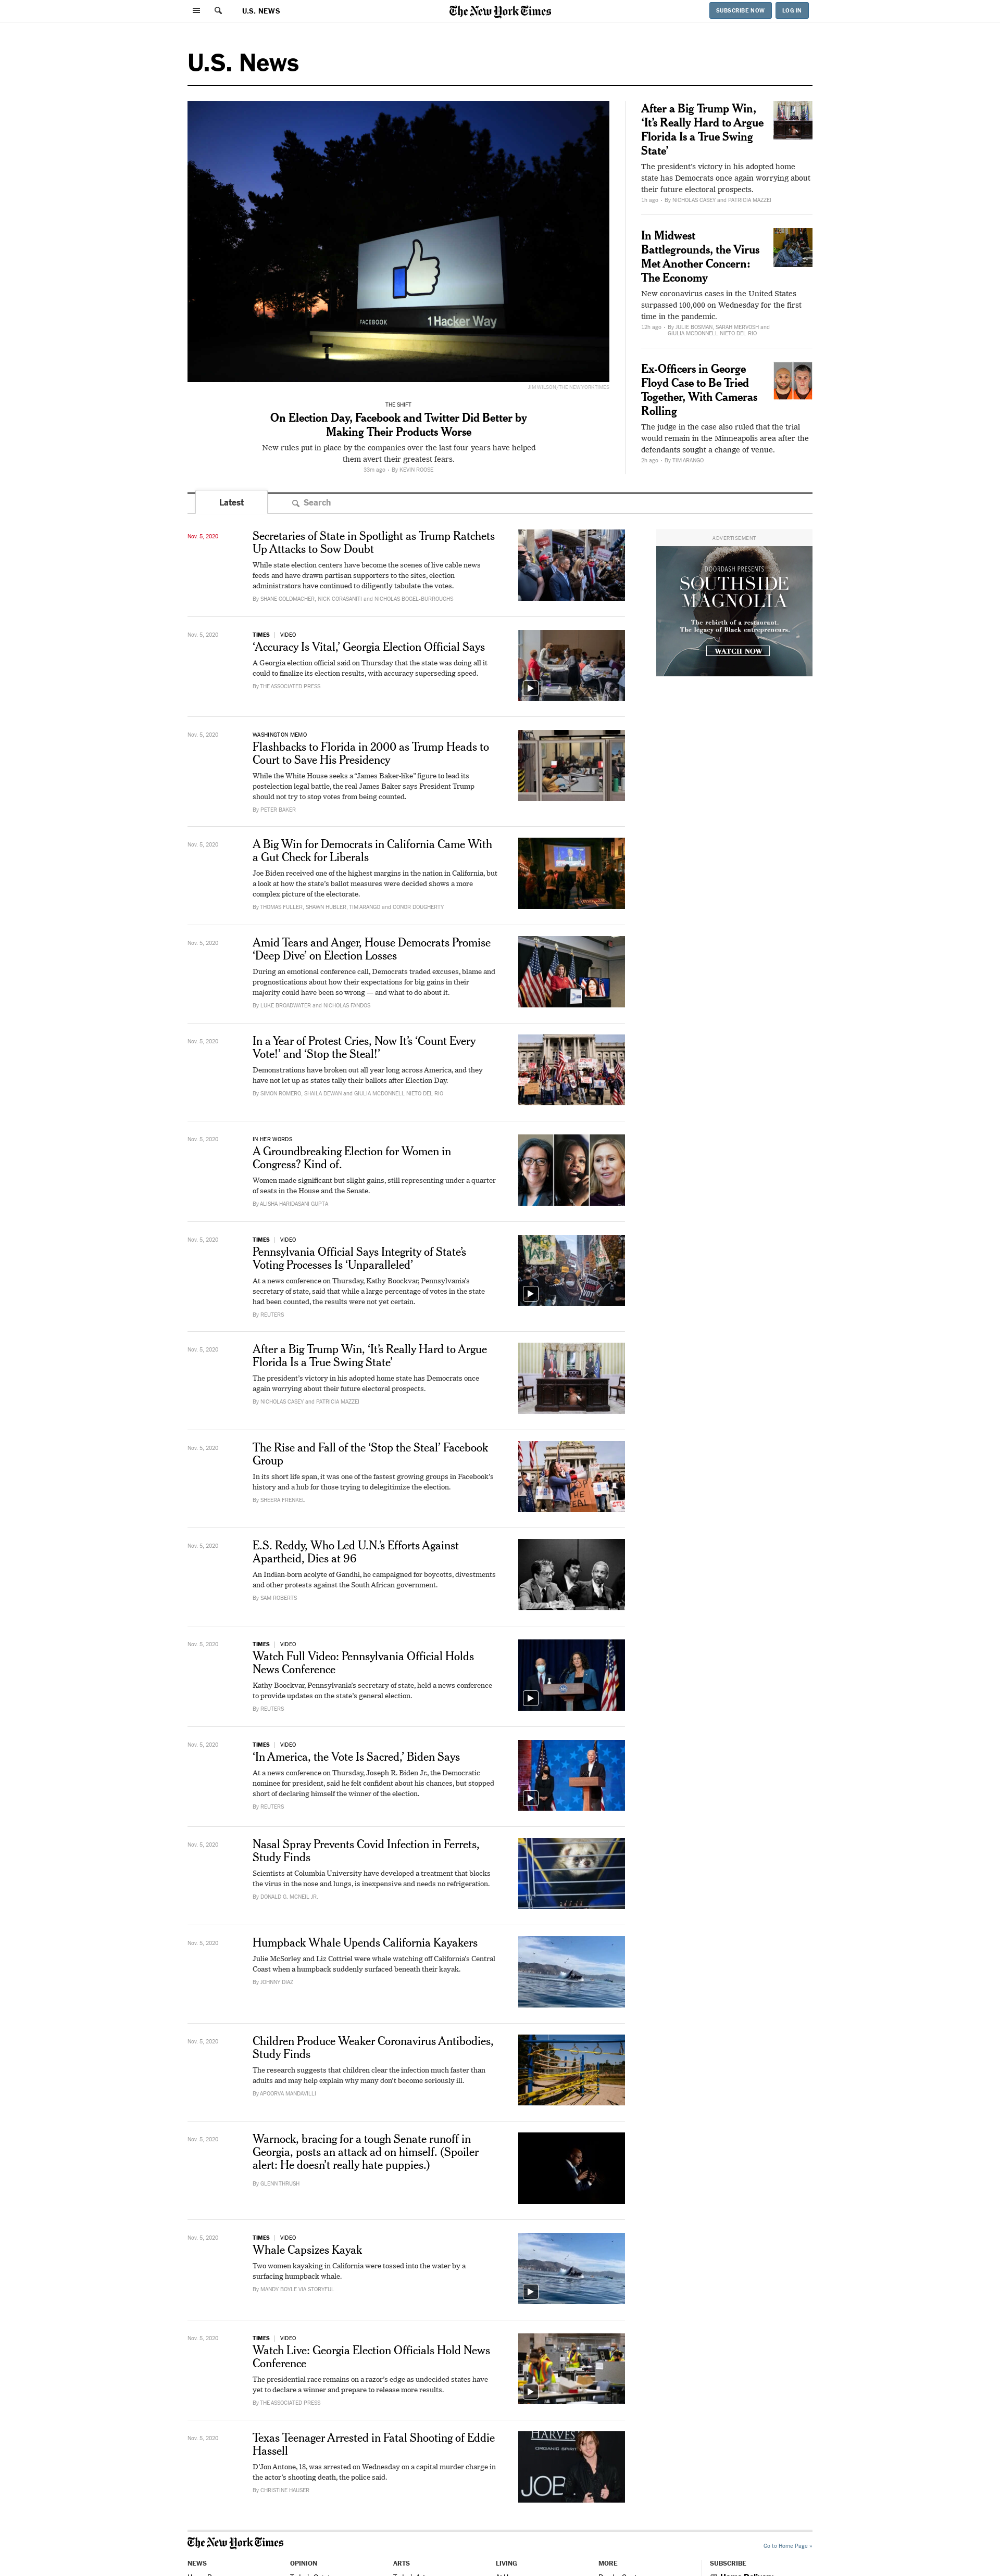 U.S. NEWS
The New York Times
SUBSCRIBE NOW
LOG IN
U.S. News
FACEBOOK
1 Hacker Way
JIM WILSON/THE NEW YORK TIMES
THE SHIFT
On Election Day, Facebook and Twitter Did Better by
Making Their Products Worse
New rules put in place by the companies over the last four years have helped
them avert their greatest fears.
33m ago • By KEVIN ROOSE
After a Big Trump Win,
‘It’s Really Hard to Argue
Florida Is a True Swing
State’
The president’s victory in his adopted home
state has Democrats once again worrying about
their future electoral prospects.
1h ago • By NICHOLAS CASEY and PATRICIA MAZZEI
In Midwest
Battlegrounds, the Virus
Met Another Concern:
The Economy
New coronavirus cases in the United States
surpassed 100,000 on Wednesday for the first
time in the pandemic.
12h ago • By JULIE BOSMAN, SARAH MERVOSH and
GIULIA MCDONNELL NIETO DEL RIO
Ex-Officers in George
Floyd Case to Be Tried
Together, With Cameras
Rolling
The judge in the case also ruled that the trial
would remain in the Minneapolis area after the
defendants sought a change of venue.
2h ago • By TIM ARANGO
Latest
Search
Nov. 5, 2020
Secretaries of State in Spotlight as Trump Ratchets
Up Attacks to Sow Doubt
While state election centers have become the scenes of live cable news
feeds and have drawn partisan supporters to the sites, election
administrators have continued to diligently tabulate the votes.
By SHANE GOLDMACHER, NICK CORASANITI and NICHOLAS BOGEL-BURROUGHS
ADVERTISEMENT
DOORDASH PRESENTS
SOUTHSIDE
MAGNOLIA
The rebirth of a restaurant.
The legacy of Black entrepreneurs.
WATCH NOW
Nov. 5, 2020
TIMES | VIDEO
‘Accuracy Is Vital,’ Georgia Election Official Says
A Georgia election official said on Thursday that the state was doing all it
could to finalize its election results, with accuracy superseding speed.
By THE ASSOCIATED PRESS
Nov. 5, 2020
WASHINGTON MEMO
Flashbacks to Florida in 2000 as Trump Heads to
Court to Save His Presidency
While the White House seeks a “James Baker-like” figure to lead its
postelection legal battle, the real James Baker says President Trump
should not try to stop votes from being counted.
By PETER BAKER
Nov. 5, 2020
A Big Win for Democrats in California Came With
a Gut Check for Liberals
Joe Biden received one of the highest margins in the nation in California, but
a look at how the state’s ballot measures were decided shows a more
complex picture of the electorate.
By THOMAS FULLER, SHAWN HUBLER, TIM ARANGO and CONOR DOUGHERTY
Nov. 5, 2020
Amid Tears and Anger, House Democrats Promise
‘Deep Dive’ on Election Losses
During an emotional conference call, Democrats traded excuses, blame and
prognostications about how their expectations for big gains in their
majority could have been so wrong — and what to do about it.
By LUKE BROADWATER and NICHOLAS FANDOS
Nov. 5, 2020
In a Year of Protest Cries, Now It’s ‘Count Every
Vote!’ and ‘Stop the Steal!’
Demonstrations have broken out all year long across America, and they
have not let up as states tally their ballots after Election Day.
By SIMON ROMERO, SHAILA DEWAN and GIULIA MCDONNELL NIETO DEL RIO
Nov. 5, 2020
IN HER WORDS
A Groundbreaking Election for Women in
Congress? Kind of.
Women made significant but slight gains, still representing under a quarter
of seats in the House and the Senate.
By ALISHA HARIDASANI GUPTA
Nov. 5, 2020
TIMES | VIDEO
Pennsylvania Official Says Integrity of State’s
Voting Processes Is ‘Unparalleled’
At a news conference on Thursday, Kathy Boockvar, Pennsylvania’s
secretary of state, said that while a large percentage of votes in the state
had been counted, the results were not yet certain.
By REUTERS
Nov. 5, 2020
After a Big Trump Win, ‘It’s Really Hard to Argue
Florida Is a True Swing State’
The president’s victory in his adopted home state has Democrats once
again worrying about their future electoral prospects.
By NICHOLAS CASEY and PATRICIA MAZZEI
Nov. 5, 2020
The Rise and Fall of the ‘Stop the Steal’ Facebook
Group
In its short life span, it was one of the fastest growing groups in Facebook’s
history and a hub for those trying to delegitimize the election.
By SHEERA FRENKEL
Nov. 5, 2020
E.S. Reddy, Who Led U.N.’s Efforts Against
Apartheid, Dies at 96
An Indian-born acolyte of Gandhi, he campaigned for boycotts, divestments
and other protests against the South African government.
By SAM ROBERTS
Nov. 5, 2020
TIMES | VIDEO
Watch Full Video: Pennsylvania Official Holds
News Conference
Kathy Boockvar, Pennsylvania’s secretary of state, held a news conference
to provide updates on the state’s general election.
By REUTERS
Nov. 5, 2020
TIMES | VIDEO
‘In America, the Vote Is Sacred,’ Biden Says
At a news conference on Thursday, Joseph R. Biden Jr., the Democratic
nominee for president, said he felt confident about his chances, but stopped
short of declaring himself the winner of the election.
By REUTERS
Nov. 5, 2020
Nasal Spray Prevents Covid Infection in Ferrets,
Study Finds
Scientists at Columbia University have developed a treatment that blocks
the virus in the nose and lungs, is inexpensive and needs no refrigeration.
By DONALD G. MCNEIL JR.
Nov. 5, 2020
Humpback Whale Upends California Kayakers
Julie McSorley and Liz Cottriel were whale watching off California’s Central
Coast when a humpback suddenly surfaced beneath their kayak.
By JOHNNY DIAZ
Nov. 5, 2020
Children Produce Weaker Coronavirus Antibodies,
Study Finds
The research suggests that children clear the infection much faster than
adults and may help explain why many don’t become seriously ill.
By APOORVA MANDAVILLI
Nov. 5, 2020
Warnock, bracing for a tough Senate runoff in
Georgia, posts an attack ad on himself. (Spoiler
alert: He doesn’t really hate puppies.)
By GLENN THRUSH
Nov. 5, 2020
TIMES | VIDEO
Whale Capsizes Kayak
Two women kayaking in California were tossed into the water by a
surfacing humpback whale.
By MANDY BOYLE VIA STORYFUL
Nov. 5, 2020
TIMES | VIDEO
Watch Live: Georgia Election Officials Hold News
Conference
The presidential race remains on a razor’s edge as undecided states have
yet to declare a winner and prepare to release more results.
By THE ASSOCIATED PRESS
Nov. 5, 2020
Texas Teenager Arrested in Fatal Shooting of Eddie
Hassell
D’Jon Antone, 18, was arrested on Wednesday on a capital murder charge in
the actor’s shooting death, the police said.
By CHRISTINE HAUSER
HARVES
ORGANIC SPIRIT
JOE
The New York Times
Go to Home Page »
NEWS
OPINION
ARTS
LIVING
MORE
SUBSCRIBE